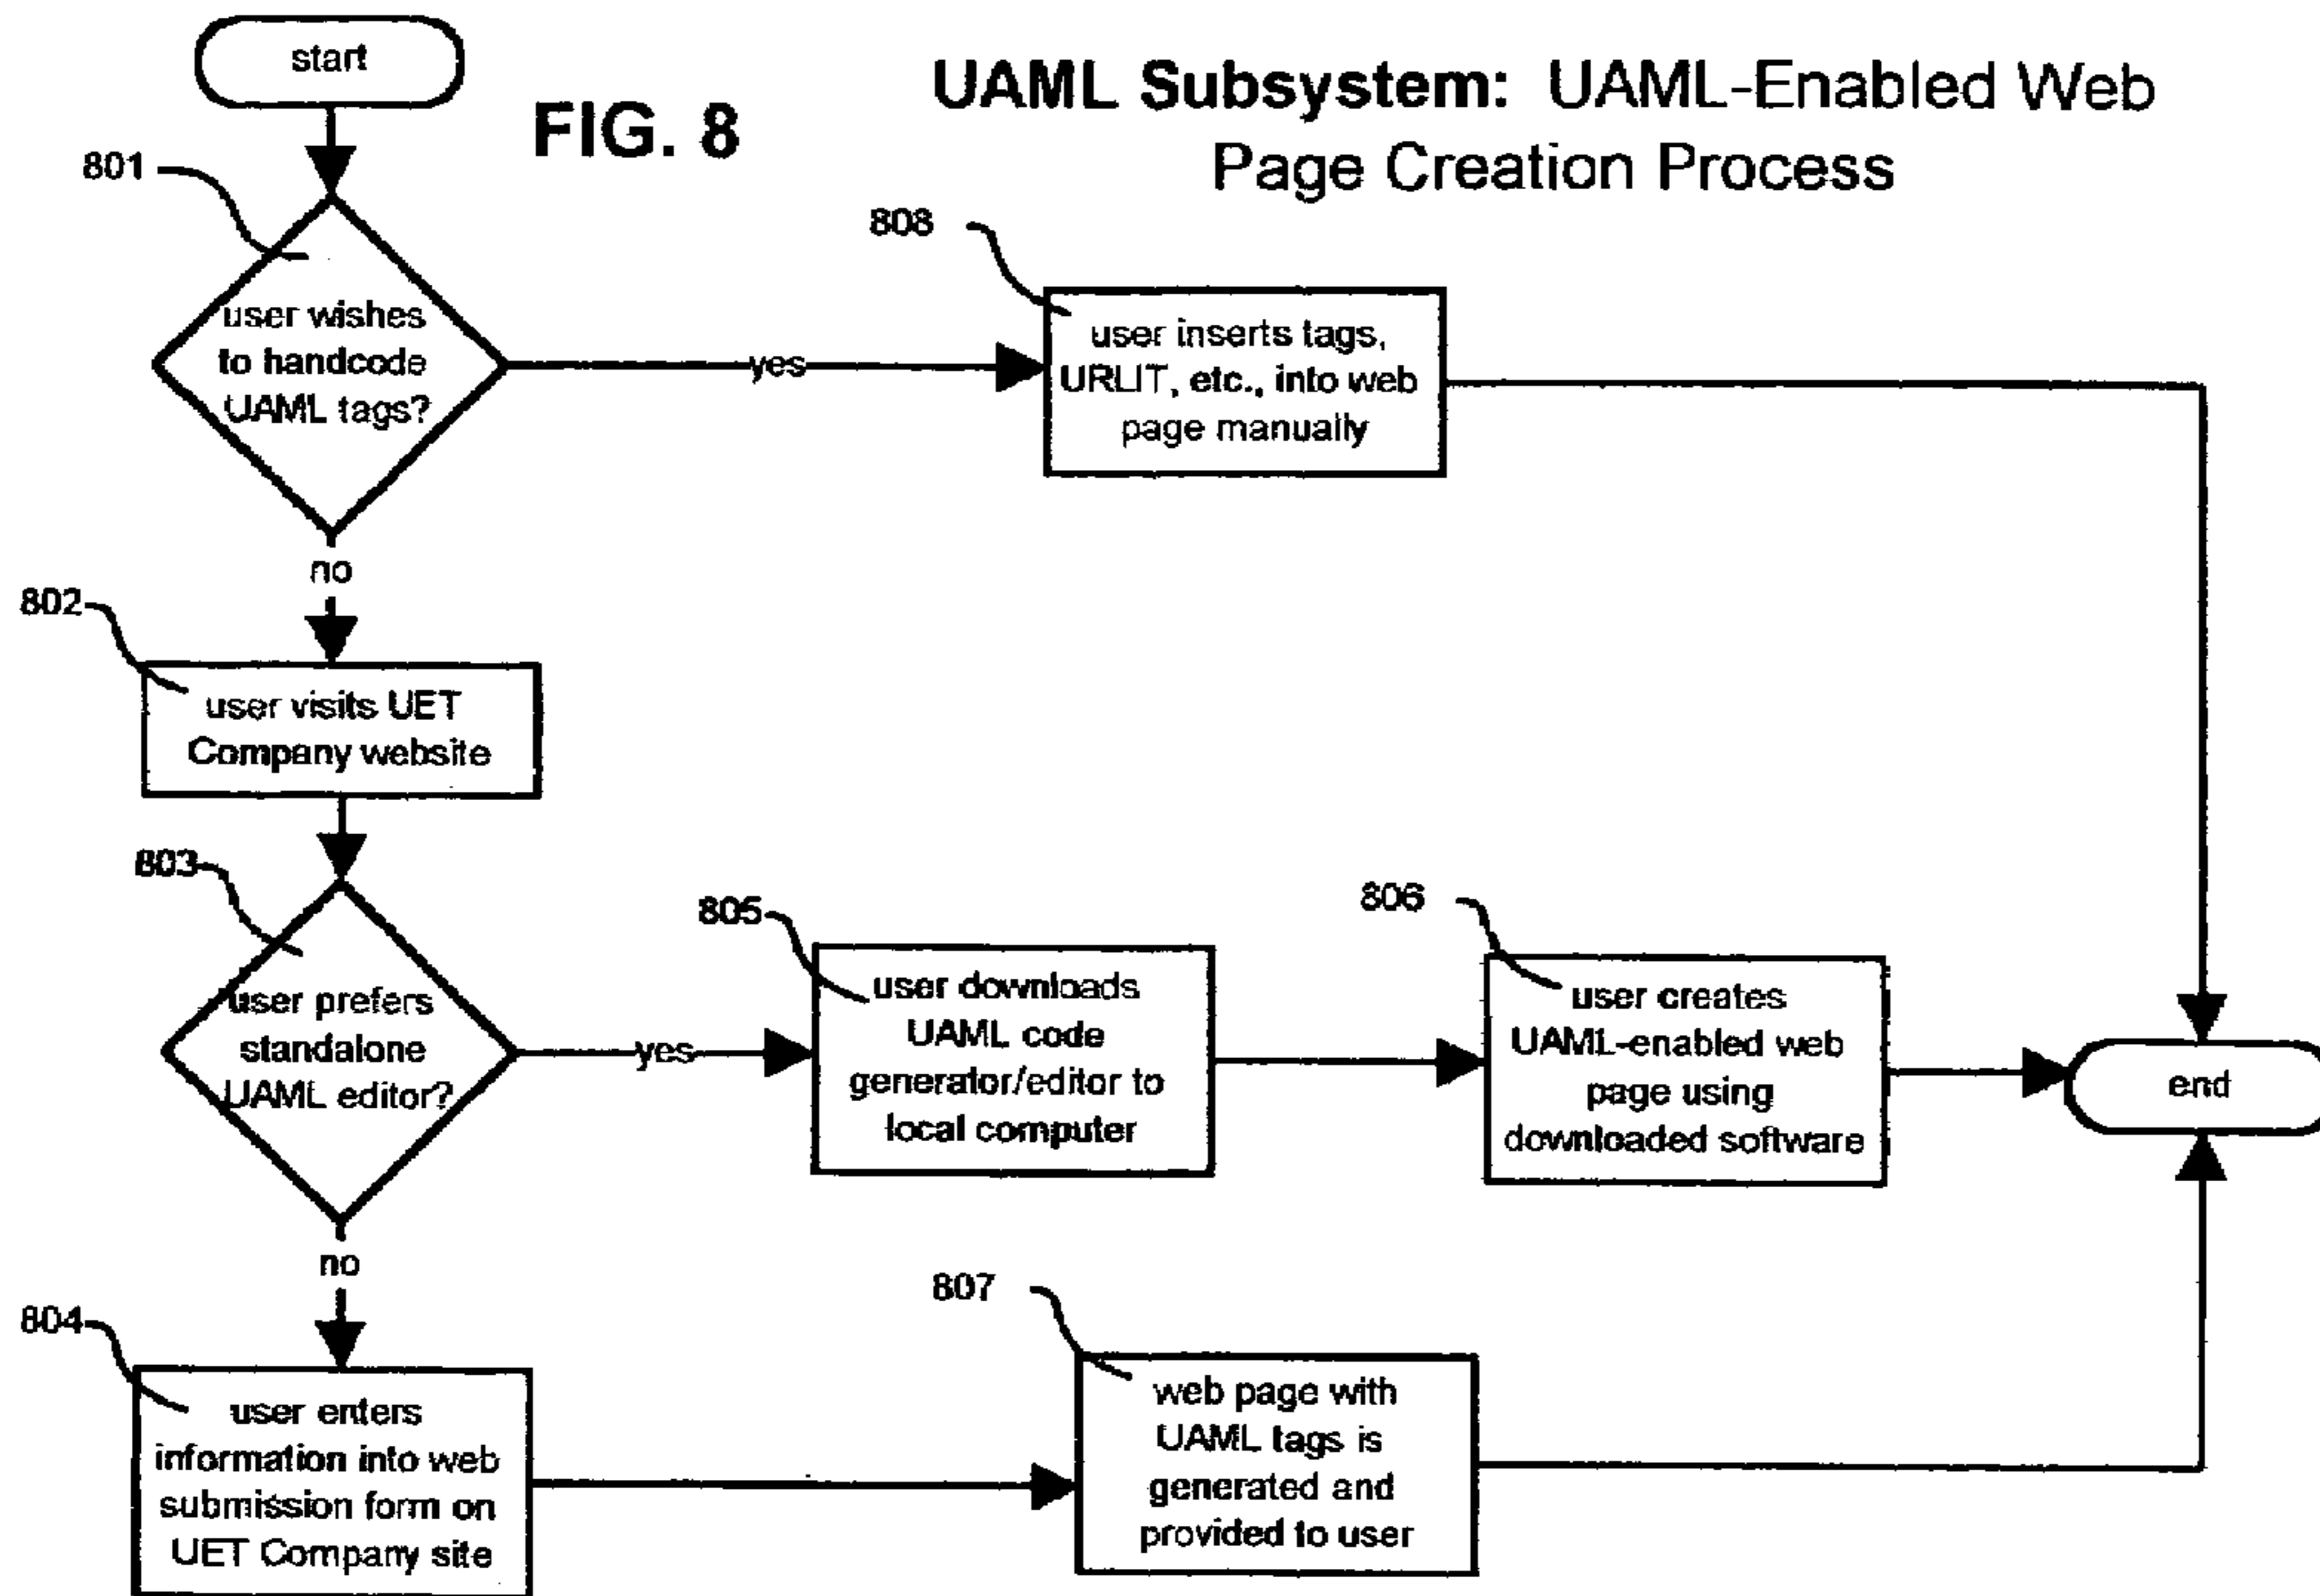 start
FIG. 8
UAML Subsystem: UAML-Enabled Web
Page Creation Process
801
user wishes
to handcode
UAML tags?
yes
808
user inserts tags,
URLIT, etc., into web
page manually
no
802
user visits UET
Company website
803
user prefers
standalone
UAML editor?
yes
805
user downloads
UAML code
generator/editor to
local computer
806
user creates
UAML-enabled web
page using
downloaded software
end
no
804
user enters
information into web
submission form on
UET Company site
807
web page with
UAML tags is
generated and
provided to user